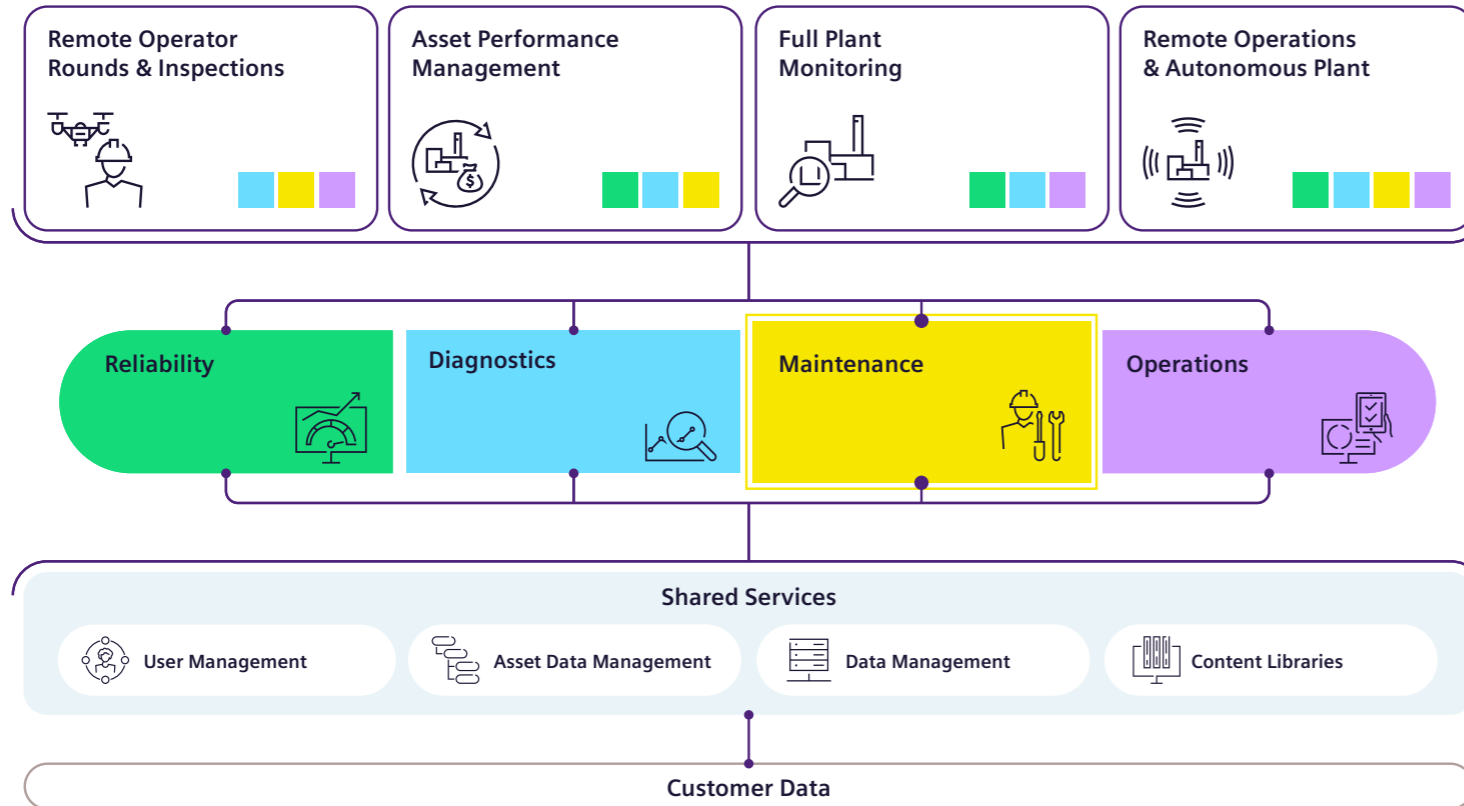 Remote Operator
Rounds & Inspections
Asset Performance
Management
Full Plant
Monitoring
Remote Operations
& Autonomous Plant
$
Reliability
Diagnostics
Maintenance
Operations
Shared Services
User Management
Asset Data Management
Data Management
Content Libraries
Customer Data